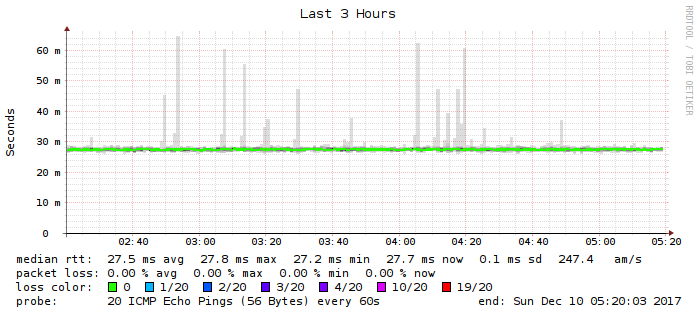 Last 3 Hours
RRDTOOL / TOBI OETIKER
Seconds
60 m
50 m
40 m
30 m
20 m
10 m
0
02:40 03:00 03:20 03:40 04:00 04:20 04:40 05:00 05:20
median rtt: 27.5 ms avg 27.8 ms max 27.2 ms min 27.7 ms now 0.1 ms sd 247.4 am/s
packet loss: 0.00 % avg 0.00 % max 0.00 % min 0.00 % now
loss color: 0 1/20 2/20 3/20 4/20 10/20 19/20
probe: 20 ICMP Echo Pings (56 Bytes) every 60s end: Sun Dec 10 05:20:03 2017